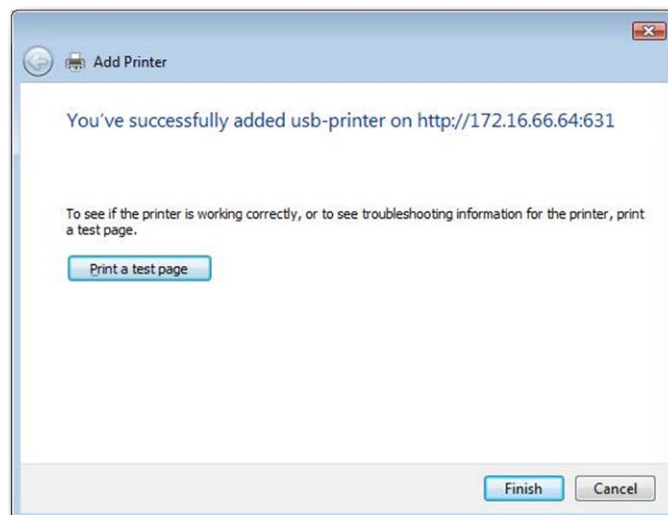 Add Printer
You've successfully added usb-printer on http://172.16.66.64:631
To see if the printer is working correctly, or to see troubleshooting information for the printer, print
a test page.
Print a test page
Finish
Cancel